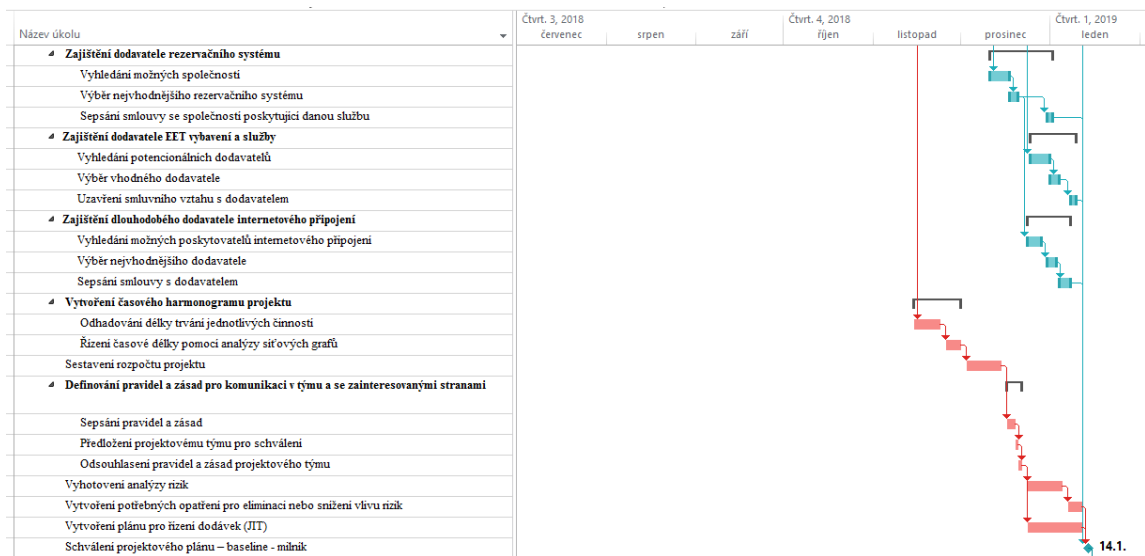 Čtvrt. 3, 2018 Čtvrt. 4, 2018 Čtvrt. 1, 2019
Název úkolu červenec srpen září říjen listopad prosinec leden
Zajištění dodavatele rezervačního systému
Vyhledání možných společností
Výběr nejvhodnějšího rezervačního systému
Sepsání smlouvy se společností poskytující danou službu
Zajištění dodavatele EET vybavení a služby
Vyhledání potencionálních dodavatelů
Výběr vhodného dodavatele
Uzavření smluvního vztahu s dodavatelem
Zajištění dlouhodobého dodavatele internetového připojení
Vyhledání možných poskytovatelů internetového připojení
Výběr nejvhodnějšího dodavatele
Sepsání smlouvy s dodavatelem
Vytvoření časového harmonogramu projektu
Odhadování délky trvání jednotlivých činností
Řízení časové délky pomocí analýzy síťových grafů
Sestavení rozpočtu projektu
Definování pravidel a zásad pro komunikaci v týmu a se zainteresovanými stranami
Sepsání pravidel a zásad
Předložení projektovému týmu pro schválení
Odsouhlasení pravidel a zásad projektového týmu
Vyhotovení analýzy rizik
Vytvoření potřebných opatření pro eliminaci nebo snížení vlivu rizik
Vytvoření plánu pro řízení dodávek (JIT)
Schválení projektového plánu – baseline - milník 14.1.